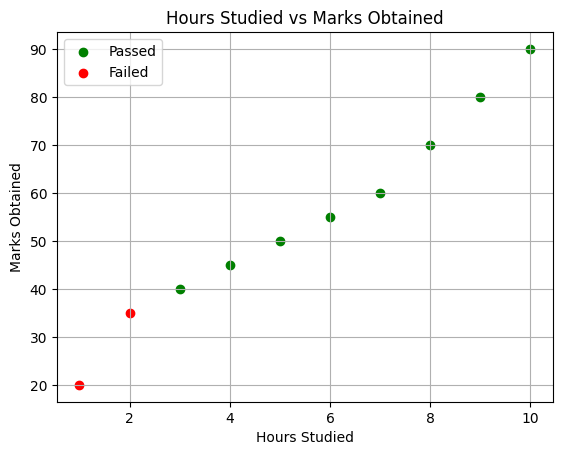 Hours Studied vs Marks Obtained
Passed
Failed
90
80
70
60
50
40
30
20
Marks Obtained
2 4 6 8 10
Hours Studied